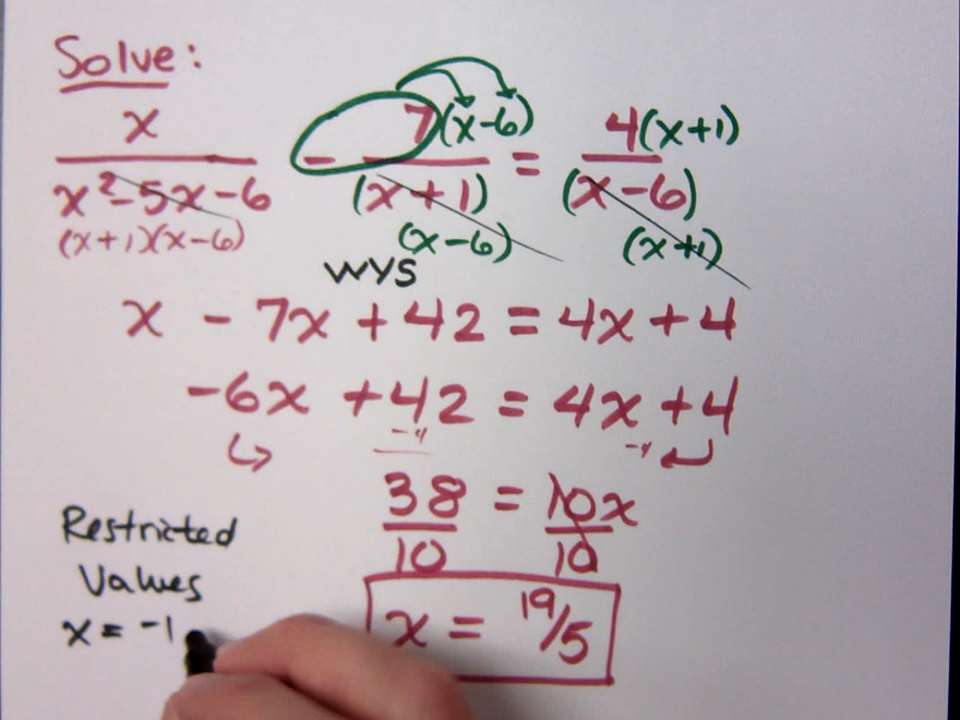 Solve:
x/(x²-5x-6) - 7(x-6)/((x+1)(x-6)) = 4(x+1)/((x-6)(x+1))
(x+1)(x-6)
wys
x - 7x + 42 = 4x + 4
-6x + 42 = 4x + 4
-4 -4
38/10 = 10x/10
x = 19/5
Restricted
Values
x = -1